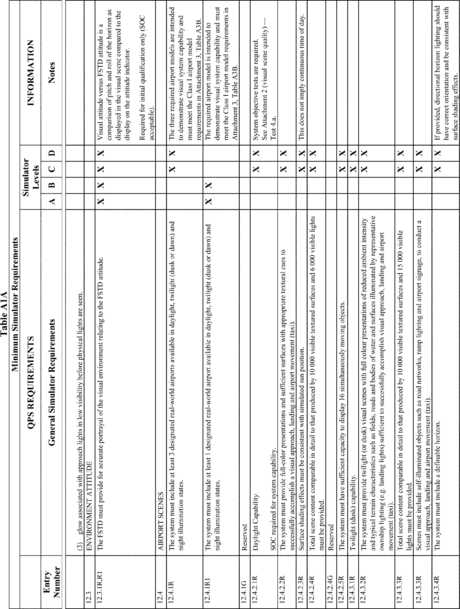 Table A1A
Minimum Simulator Requirements
QPS REQUIREMENTS
Simulator
Levels
INFORMATION
Entry
Number
General Simulator Requirements
A B C D
Notes
(3) glow associated with approach lights in low visibility before physical lights are seen.
12.3
ENVIRONMENT ATTITUDE
12.3.1R,R1
The FSTD must provide for accurate portrayal of the visual environment relating to the FSTD attitude.
X X X X
Visual attitude versus FSTD attitude is a
comparison of pitch and roll of the horizon as
displayed in the visual scene compared to the
display on the attitude indicator.
Required for initial qualification only (SOC
acceptable).
12.4
AIRPORT SCENES
12.4.1R
The system must include at least 3 designated real-world airports available in daylight, twilight (dusk or dawn) and
night illumination states.
X X
The three required airport models are intended
to demonstrate visual system capability and
must meet the Class I airport model
requirements in Attachment 3, Table A3B.
12.4.1R1
The system must include at least 1 designated real-world airport available in daylight, twilight (dusk or dawn) and
night illumination states.
X X
The required airport model is intended to
demonstrate visual system capability and must
meet the Class I airport model requirements in
Attachment 3, Table A3B.
12.4.1G
Reserved
12.4.2.1R
Daylight Capability.
SOC required for system capability.
X X
System objective tests are required.
See Attachment 2 (visual scene quality) —
Test 4.a.
12.4.2.2R
The system must provide full-color presentations and sufficient surfaces with appropriate textural cues to
successfully accomplish a visual approach, landing and airport movement (taxi).
X X
12.4.2.3R
Surface shading effects must be consistent with simulated sun position.
X X
This does not imply continuous time of day.
12.4.2.4R
Total scene content comparable in detail to that produced by 10 000 visible textured surfaces and 6 000 visible lights
must be provided.
X X
12.4.2.4G
Reserved
12.4.2.5R
The system must have sufficient capacity to display 16 simultaneously moving objects.
X X
12.4.3.1R
Twilight (dusk) capability.
X X
12.4.3.2R
The system must provide twilight (or dusk) visual scenes with full colour presentations of reduced ambient intensity
and typical terrain characteristics such as fields, roads and bodies of water and surfaces illuminated by representative
ownship lighting (e.g. landing lights) sufficient to successfully accomplish visual approach, landing and airport
movement (taxi).
X X
12.4.3.3R
Total scene content comparable in detail to that produced by 10 000 visible textured surfaces and 15 000 visible
lights must be provided.
X X
12.4.3.3R
Scenes must include self-illuminated objects such as road networks, ramp lighting and airport signage, to conduct a
visual approach, landing and airport movement (taxi).
X X
12.4.3.4R
The system must include a definable horizon.
X X
If provided, directional horizon lighting should
have correct orientation and be consistent with
surface shading effects.